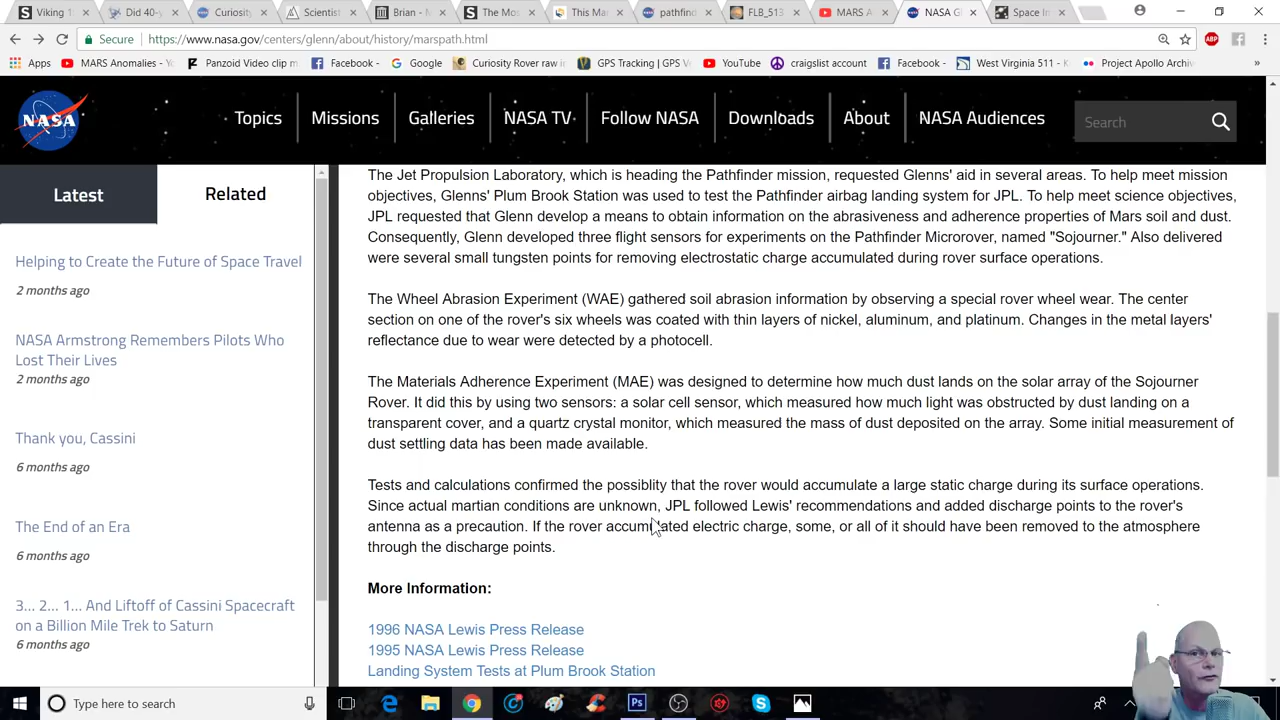 Viking 1
Did 40-y
Curiosity
Scientist
Brian - M
The Mos
This Mar
pathfind
FLB_513
MARS A
NASA Gl
Space In
Secure
https://www.nasa.gov/centers/glenn/about/history/marspath.html
Apps
MARS Anomalies - Yo
Panzoid Video clip m
Facebook -
Google
Curiosity Rover raw i
GPS Tracking | GPS V
YouTube
craigslist account
Facebook -
West Virginia 511 -
Project Apollo Archiv
NASA
Topics
Missions
Galleries
NASA TV
Follow NASA
Downloads
About
NASA Audiences
Search
Latest
Related
Helping to Create the Future of Space Travel
2 months ago
NASA Armstrong Remembers Pilots Who
Lost Their Lives
2 months ago
Thank you, Cassini
6 months ago
The End of an Era
6 months ago
3... 2... 1... And Liftoff of Cassini Spacecraft
on a Billion Mile Trek to Saturn
6 months ago
The Jet Propulsion Laboratory, which is heading the Pathfinder mission, requested Glenns' aid in several areas. To help meet mission
objectives, Glenns' Plum Brook Station was used to test the Pathfinder airbag landing system for JPL. To help meet science objectives,
JPL requested that Glenn develop a means to obtain information on the abrasiveness and adherence properties of Mars soil and dust.
Consequently, Glenn developed three flight sensors for experiments on the Pathfinder Microrover, named "Sojourner." Also delivered
were several small tungsten points for removing electrostatic charge accumulated during rover surface operations.
The Wheel Abrasion Experiment (WAE) gathered soil abrasion information by observing a special rover wheel wear. The center
section on one of the rover's six wheels was coated with thin layers of nickel, aluminum, and platinum. Changes in the metal layers'
reflectance due to wear were detected by a photocell.
The Materials Adherence Experiment (MAE) was designed to determine how much dust lands on the solar array of the Sojourner
Rover. It did this by using two sensors: a solar cell sensor, which measured how much light was obstructed by dust landing on a
transparent cover, and a quartz crystal monitor, which measured the mass of dust deposited on the array. Some initial measurement of
dust settling data has been made available.
Tests and calculations confirmed the possiblity that the rover would accumulate a large static charge during its surface operations.
Since actual martian conditions are unknown, JPL followed Lewis' recommendations and added discharge points to the rover's
antenna as a precaution. If the rover accumulated electric charge, some, or all of it should have been removed to the atmosphere
through the discharge points.
More Information:
1996 NASA Lewis Press Release
1995 NASA Lewis Press Release
Landing System Tests at Plum Brook Station
Type here to search